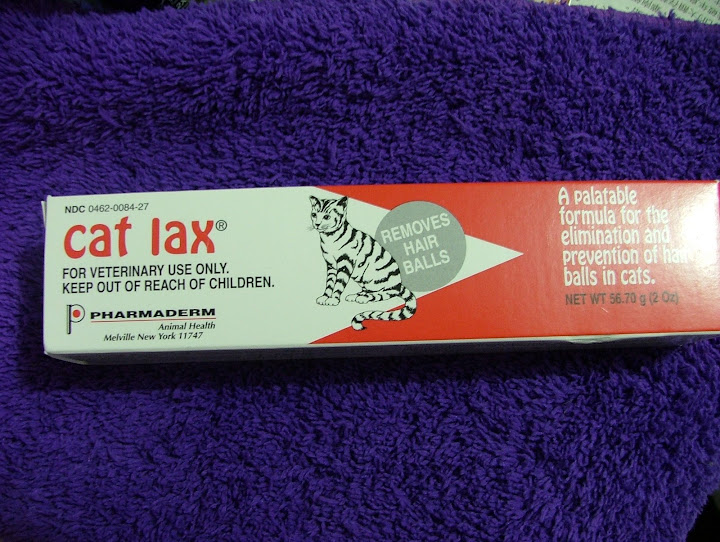 NDC 0462-0084-27
cat lax®
FOR VETERINARY USE ONLY.
KEEP OUT OF REACH OF CHILDREN.
PHARMADERM
Animal Health
Melville New York 11747
REMOVES
HAIR
BALLS
A palatable
formula for the
elimination and
prevention of hair
balls in cats.
NET WT 56.70 g (2 Oz)